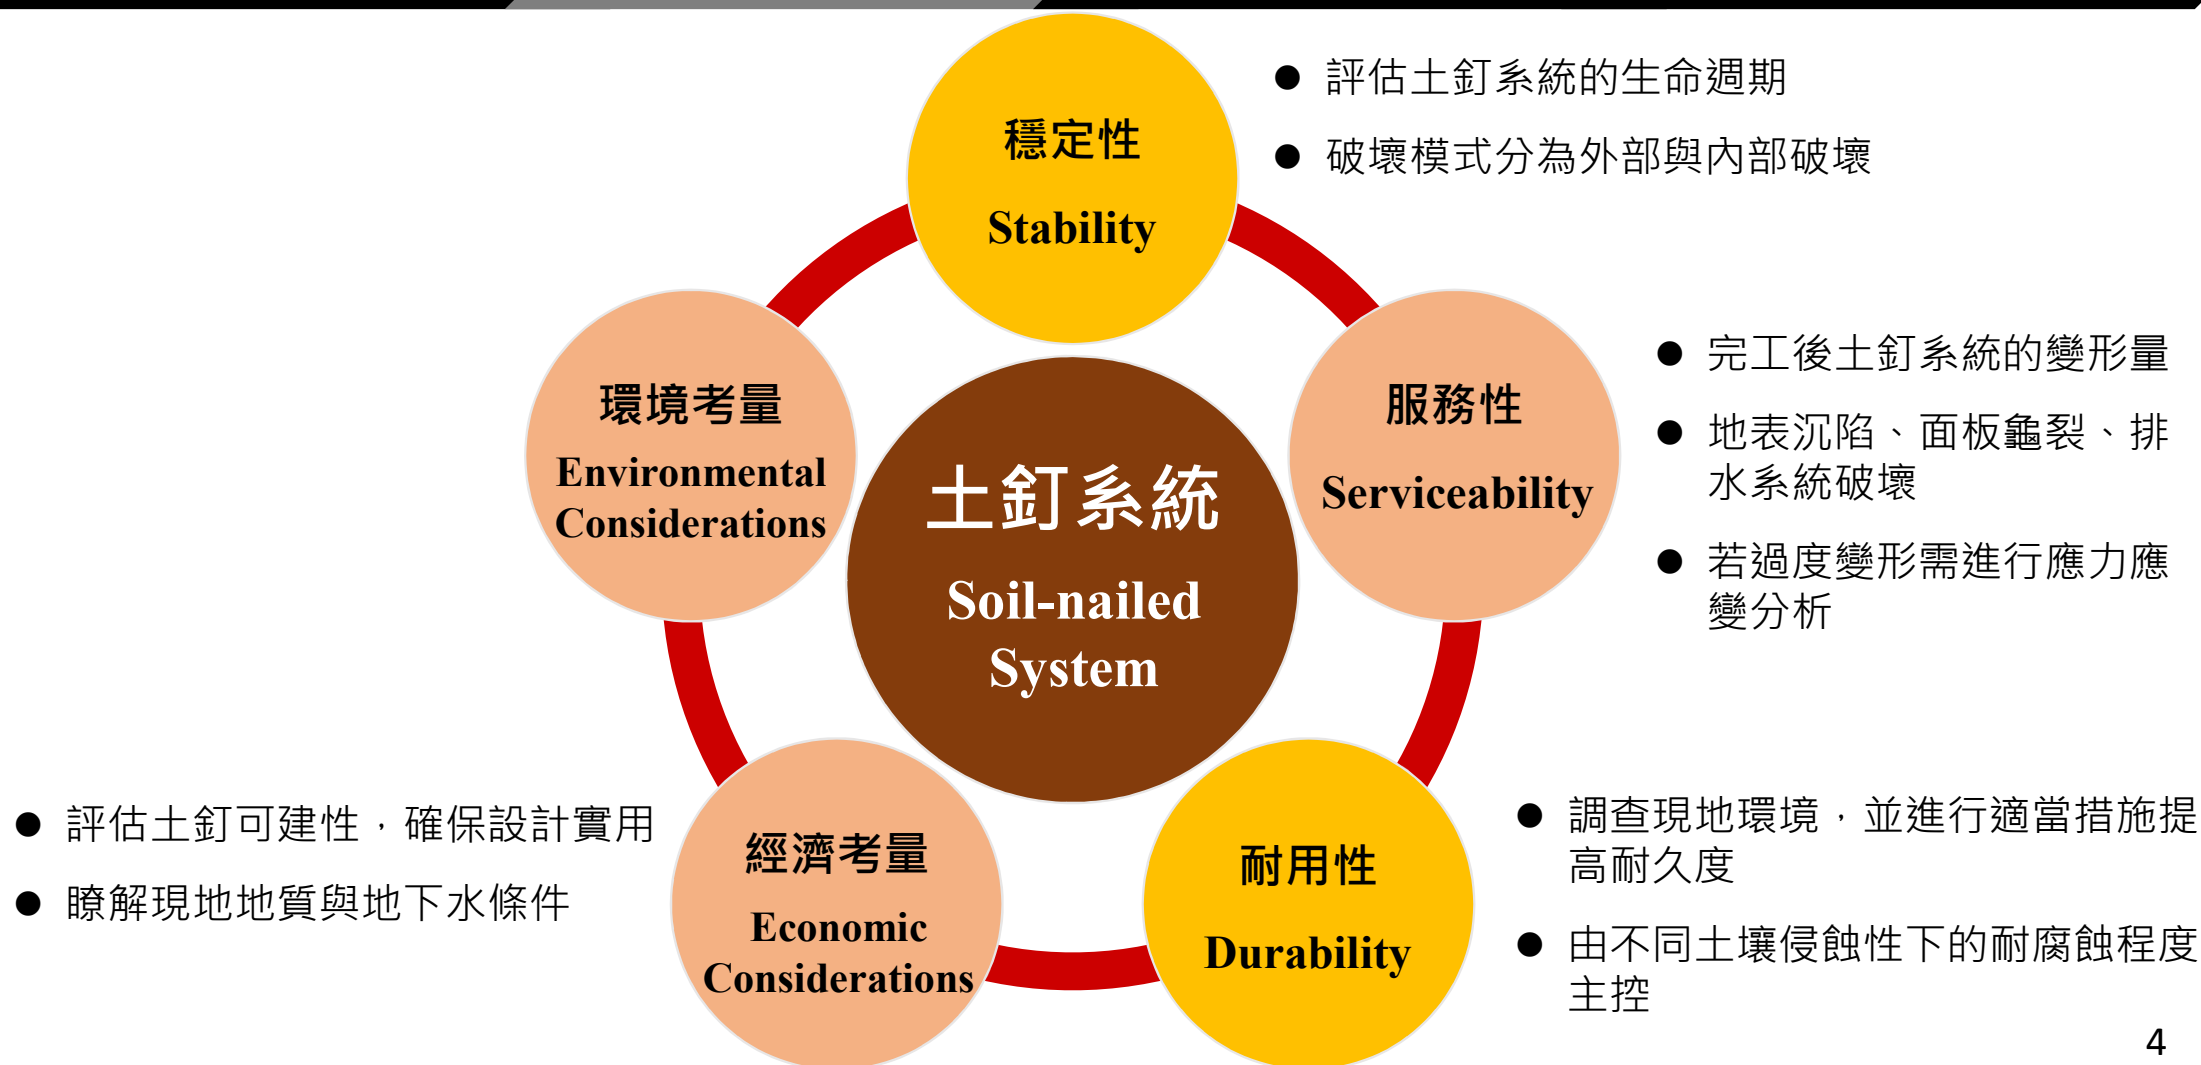 穩定性
Stability
● 評估土釘系統的生命週期
● 破壞模式分為外部與內部破壞
環境考量
Environmental
Considerations
服務性
Serviceability
● 完工後土釘系統的變形量
● 地表沉陷、面板龜裂、排
水系統破壞
● 若過度變形需進行應力應
變分析
土釘系統
Soil-nailed
System
● 評估土釘可建性，確保設計實用
● 瞭解現地地質與地下水條件
經濟考量
Economic
Considerations
耐用性
Durability
● 調查現地環境，並進行適當措施提
高耐久度
● 由不同土壤侵蝕性下的耐腐蝕程度
主控
4